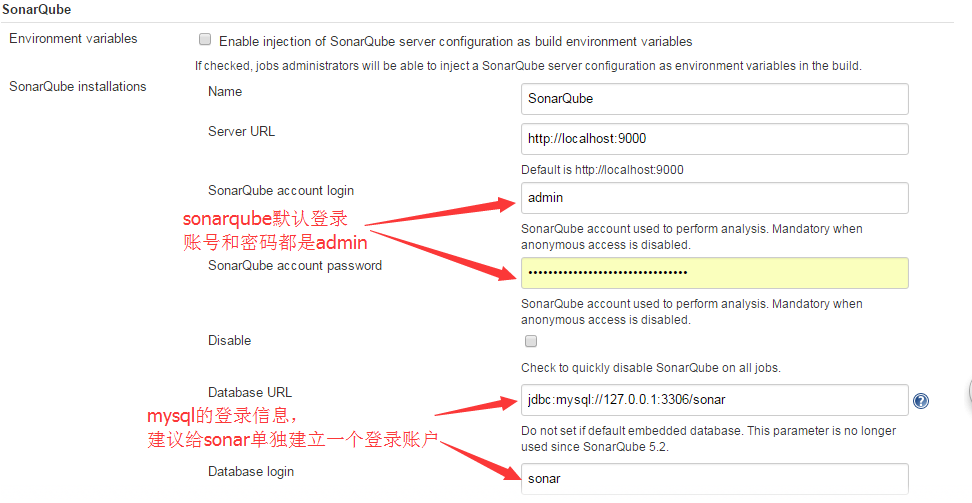 SonarQube
Environment variables
Enable injection of SonarQube server configuration as build environment variables
If checked, jobs administrators will be able to inject a SonarQube server configuration as environment variables in the build.
SonarQube installations
Name
SonarQube
Server URL
http://localhost:9000
Default is http://localhost:9000
SonarQube account login
admin
sonarqube默认登录
账号和密码都是admin
SonarQube account used to perform analysis. Mandatory when
anonymous access is disabled.
SonarQube account password
••••••••••••••••••••••••••••••••
SonarQube account used to perform analysis. Mandatory when
anonymous access is disabled.
Disable
Check to quickly disable SonarQube on all jobs.
Database URL
jdbc:mysql://127.0.0.1:3306/sonar
mysql的登录信息，
建议给sonar单独建立一个登录账户
Do not set if default embedded database. This parameter is no longer
used since SonarQube 5.2.
Database login
sonar